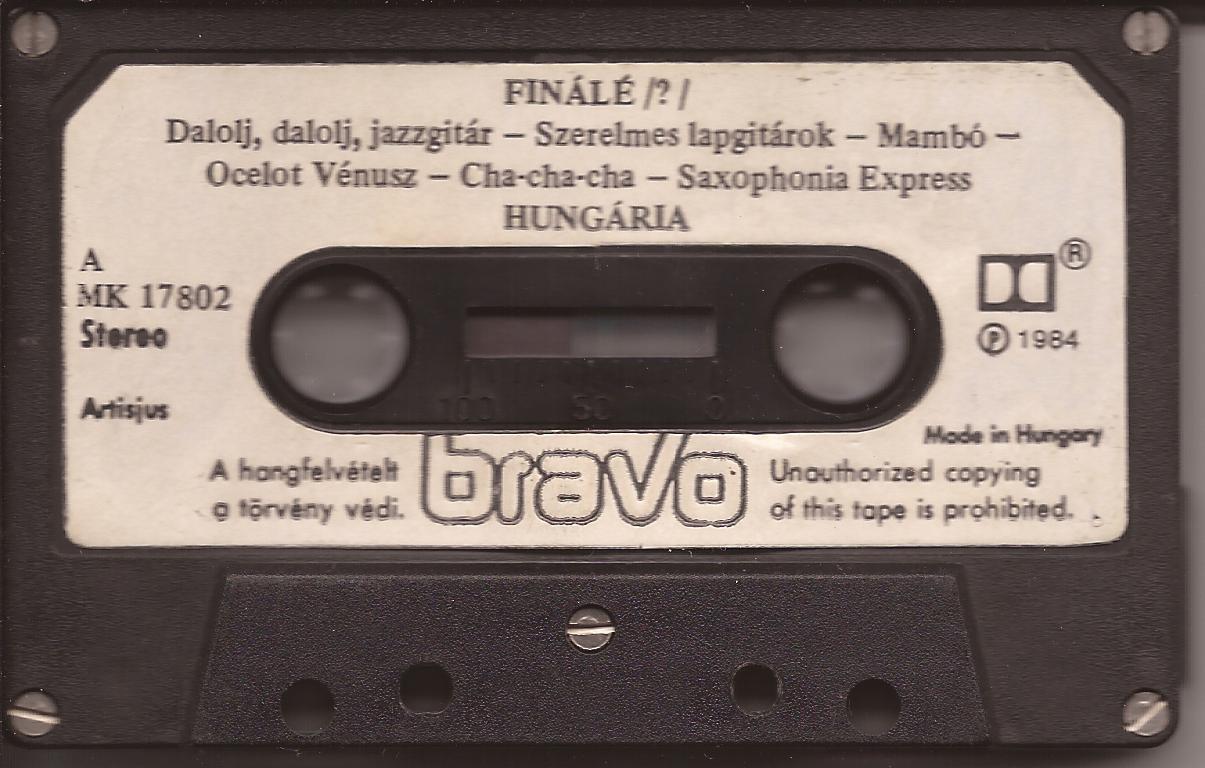 FINÁLÉ /? /
Dalolj, dalolj, jazzgitár – Szerelmes lapgitárok – Mambó –
Ocelot Vénusz – Cha-cha-cha – Saxophonia Express
HUNGÁRIA
A
MK 17802
Stereo
Artisjus
®
℗ 1984
Made in Hungary
100 50 0
A hangfelvételt
a törvény védi.
bravo
Unauthorized copying
of this tape is prohibited.